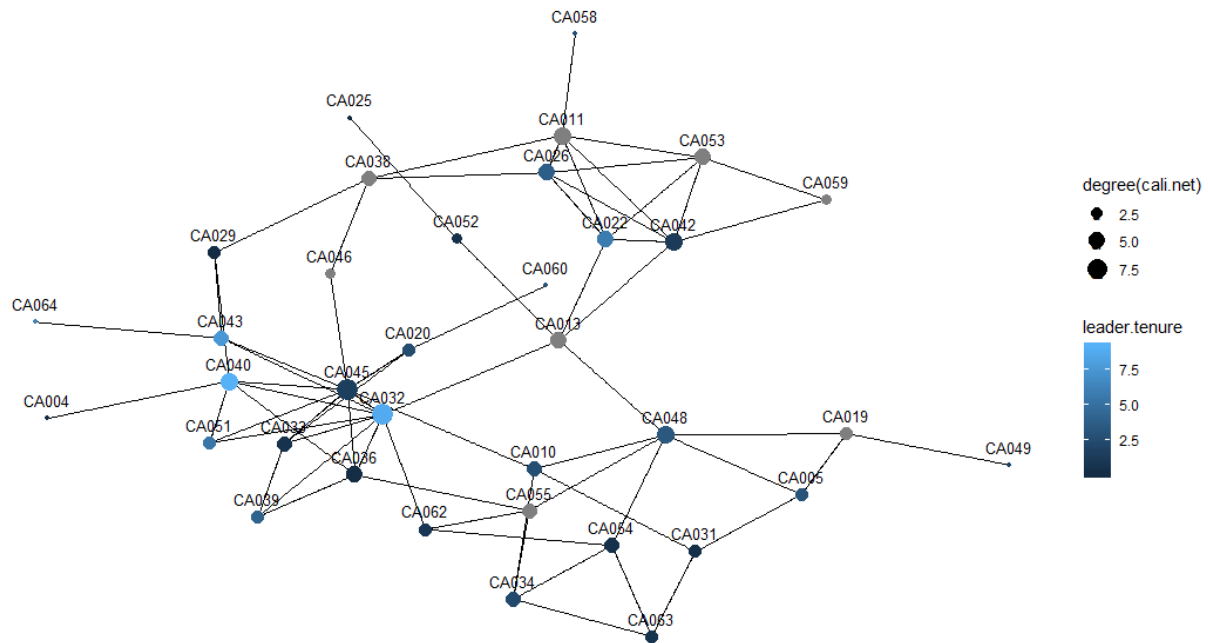 CA058
CA025
CA011
CA053
CA026
CA038
CA059
CA022
CA042
CA052
CA029
CA046
CA060
CA064
CA043
CA020
CA013
CA040
CA045
CA032
CA004
CA051
CA033
CA048
CA019
CA036
CA010
CA049
CA005
CA039
CA055
CA062
CA054
CA031
CA034
CA063
degree(cali.net)
2.5
5.0
7.5
leader.tenure
7.5
5.0
2.5